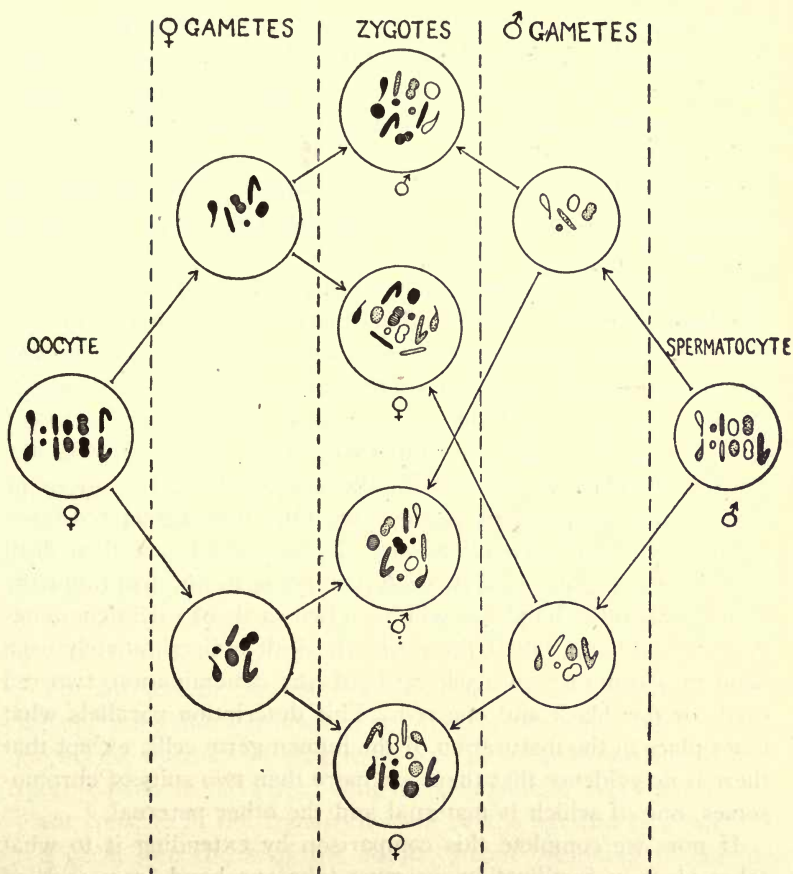 ♀ GAMETES ZYGOTES ♂ GAMETES
♂
OOCYTE SPERMATOCYTE
♀
♀ ♂
♂
♀